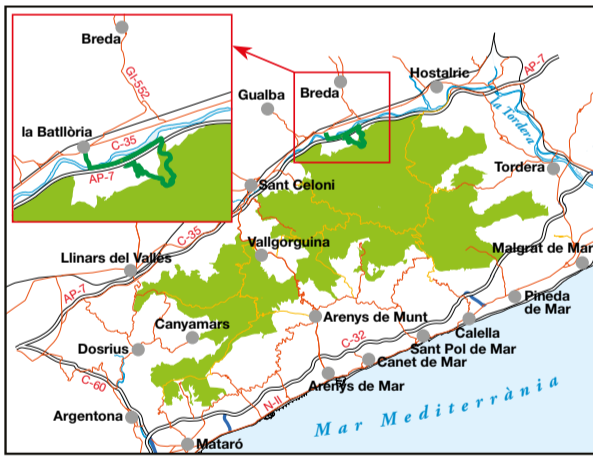 Breda
GI-552
la Batllòria
C-35
AP-7
Hostalric
Breda
Gualba
AP-7
la Tordera
Tordera
Sant Celoni
C-35
Vallgorguina
Llinars del Vallès
Malgrat de Mar
AP-7
Pineda
de Mar
Arenys de Munt
Canyamars
Calella
C-32
Sant Pol de Mar
Dosrius
Canet de Mar
C-60
Arenys de Mar
N-II
Argentona
Mar Mediterrània
Mataró